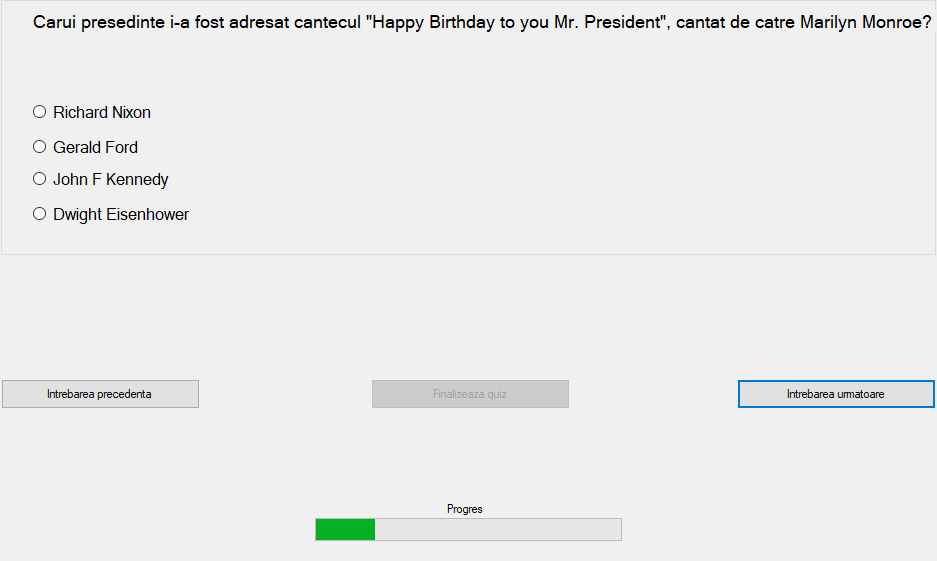 Carui presedinte i-a fost adresat cantecul "Happy Birthday to you Mr. President", cantat de catre Marilyn Monroe?
Richard Nixon
Gerald Ford
John F Kennedy
Dwight Eisenhower
Intrebarea precedenta
Finalizeaza quiz
Intrebarea urmatoare
Progres